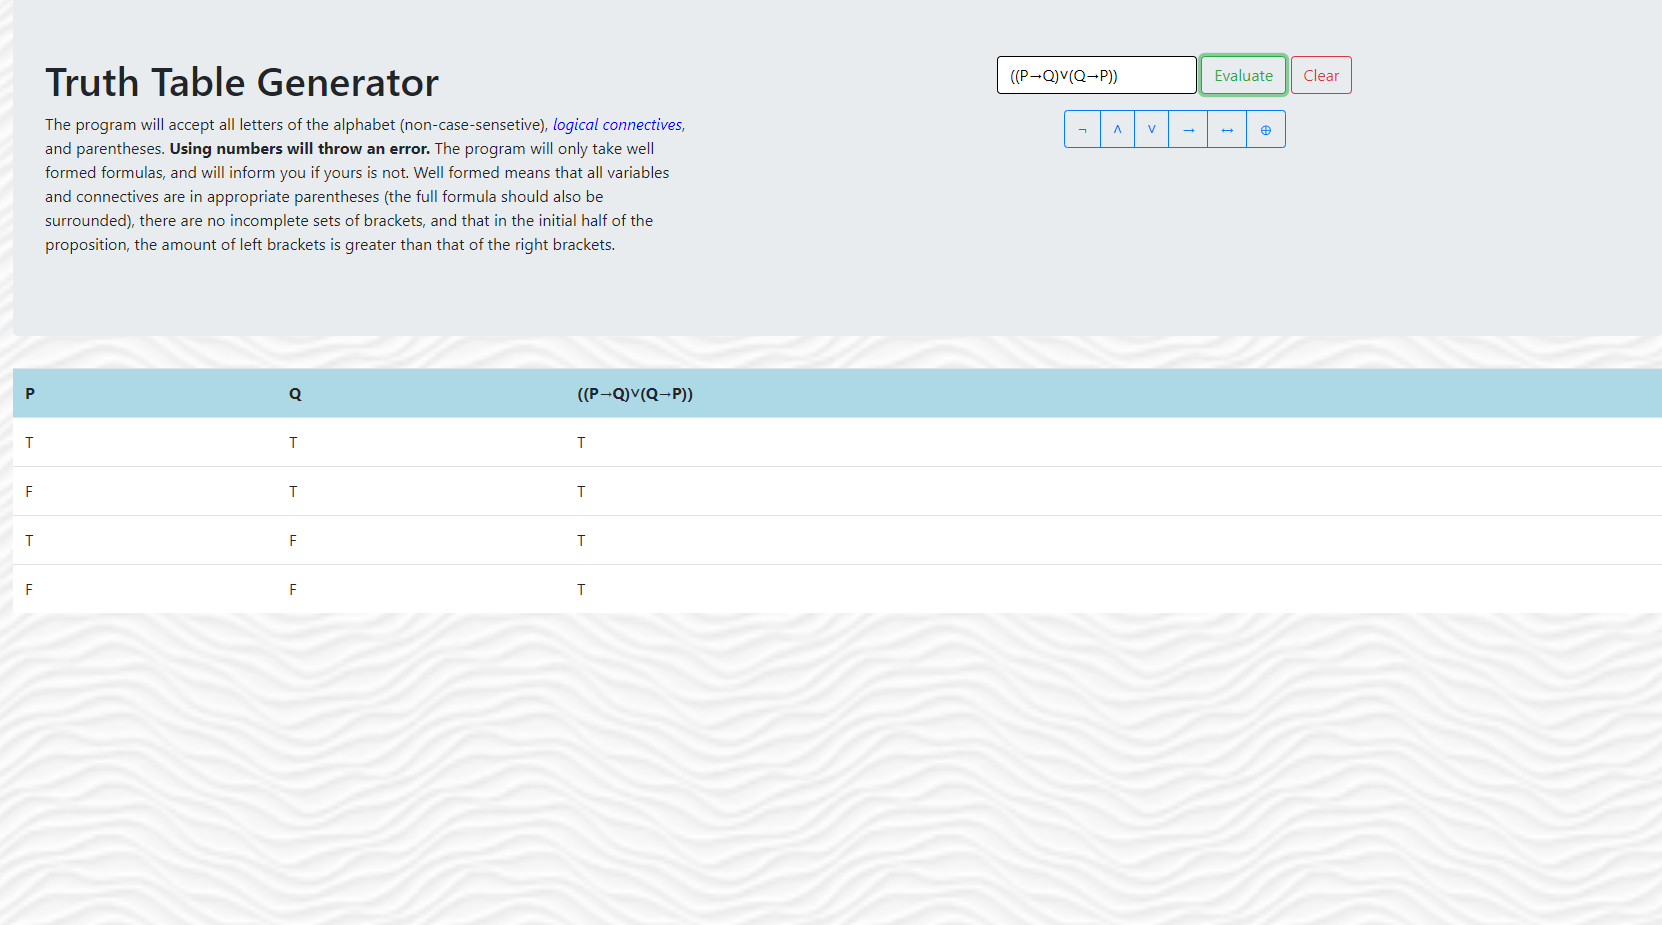 Truth Table Generator
The program will accept all letters of the alphabet (non-case-sensetive), logical connectives,
and parentheses. Using numbers will throw an error. The program will only take well
formed formulas, and will inform you if yours is not. Well formed means that all variables
and connectives are in appropriate parentheses (the full formula should also be
surrounded), there are no incomplete sets of brackets, and that in the initial half of the
proposition, the amount of left brackets is greater than that of the right brackets.
((P→Q)∨(Q→P)) Evaluate Clear
¬ ∧ ∨ → ↔ ⊕
P Q ((P→Q)∨(Q→P))
T T T
F T T
T F T
F F T